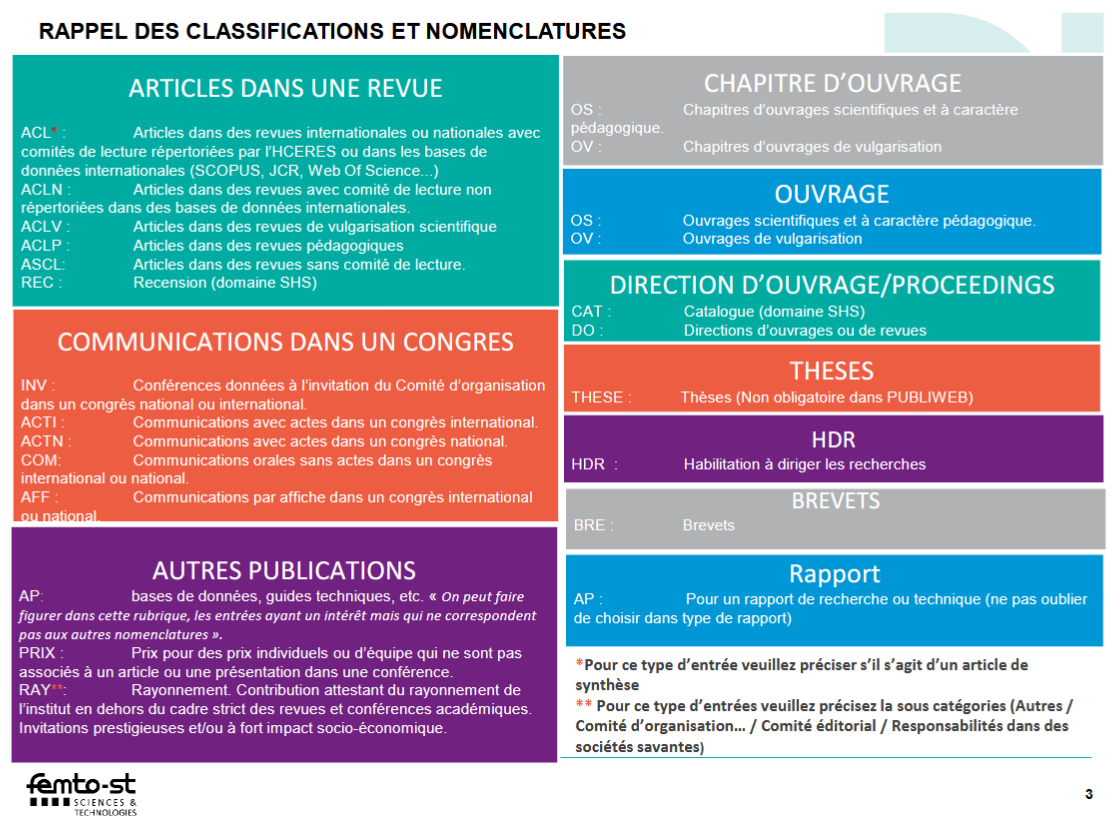 RAPPEL DES CLASSIFICATIONS ET NOMENCLATURES
ARTICLES DANS UNE REVUE
ACL* : Articles dans des revues internationales ou nationales avec
comités de lecture répertoriées par l'HCERES ou dans les bases de
données internationales (SCOPUS, JCR, Web Of Science...)
ACLN : Articles dans des revues avec comité de lecture non
répertoriées dans des bases de données internationales.
ACLV : Articles dans des revues de vulgarisation scientifique
ACLP : Articles dans des revues pédagogiques
ASCL: Articles dans des revues sans comité de lecture.
REC : Recension (domaine SHS)
COMMUNICATIONS DANS UN CONGRES
INV : Conférences données à l'invitation du Comité d'organisation
dans un congrès national ou international.
ACTI : Communications avec actes dans un congrès international.
ACTN : Communications avec actes dans un congrès national.
COM: Communications orales sans actes dans un congrès
international ou national.
AFF : Communications par affiche dans un congrès international
ou national.
AUTRES PUBLICATIONS
AP: bases de données, guides techniques, etc. « On peut faire
figurer dans cette rubrique, les entrées ayant un intérêt mais qui ne correspondent
pas aux autres nomenclatures ».
PRIX : Prix pour des prix individuels ou d'équipe qui ne sont pas
associés à un article ou une présentation dans une conférence.
RAY**: Rayonnement. Contribution attestant du rayonnement de
l'institut en dehors du cadre strict des revues et conférences académiques.
Invitations prestigieuses et/ou à fort impact socio-économique.
CHAPITRE D'OUVRAGE
OS : Chapitres d'ouvrages scientifiques et à caractère
pédagogique.
OV : Chapitres d'ouvrages de vulgarisation
OUVRAGE
OS : Ouvrages scientifiques et à caractère pédagogique.
OV : Ouvrages de vulgarisation
DIRECTION D'OUVRAGE/PROCEEDINGS
CAT : Catalogue (domaine SHS)
DO : Directions d'ouvrages ou de revues
THESES
THESE : Thèses (Non obligatoire dans PUBLIWEB)
HDR
HDR : Habilitation à diriger les recherches
BREVETS
BRE : Brevets
Rapport
AP : Pour un rapport de recherche ou technique (ne pas oublier
de choisir dans type de rapport)
*Pour ce type d'entrée veuillez préciser s'il s'agit d'un article de
synthèse
** Pour ce type d'entrées veuillez précisez la sous catégories (Autres /
Comité d'organisation... / Comité éditorial / Responsabilités dans des
sociétés savantes)
femto-st
SCIENCES &
TECHNOLOGIES
3